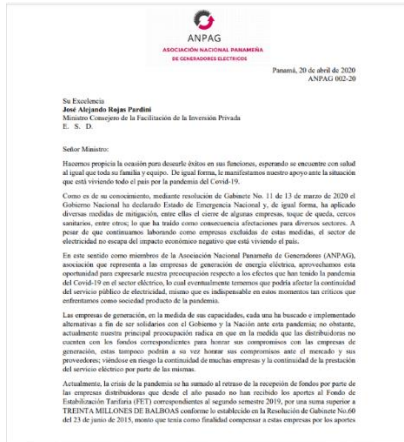 ANPAG
ASOCIACIÓN NACIONAL PANAMEÑA
DE GENERADORES ELECTRICOS
Panamá, 20 de abril de 2020
ANPAG 002-20
Su Excelencia
José Alejando Rojas Pardini
Ministro Consejero de la Facilitación de la Inversión Privada
E. S. D.
Señor Ministro:
Hacemos propicia la ocasión para desearle éxitos en sus funciones, esperando se encuentre con salud
al igual que toda su familia y equipo. De igual forma, le manifestamos nuestro apoyo ante la situación
que está viviendo todo el país por la pandemia del Covid-19.
Como es de su conocimiento, mediante resolución de Gabinete No. 11 de 13 de marzo de 2020 el
Gobierno Nacional ha declarado Estado de Emergencia Nacional y, de igual forma, ha aplicado
diversas medidas de mitigación, entre ellas el cierre de algunas empresas, toque de queda, cercos
sanitarios, entre otros; lo que ha traído como consecuencia afectaciones para diversos sectores. A
pesar de que continuamos laborando como empresas excluidas de estas medidas, el sector de
electricidad no escapa del impacto económico negativo que está viviendo el país.
En este sentido como miembros de la Asociación Nacional Panameña de Generadores (ANPAG),
asociación que representa a las empresas de generación de energía eléctrica, aprovechamos esta
oportunidad para expresarle nuestra preocupación respecto a los efectos que han tenido la pandemia
del Covid-19 en el sector eléctrico, lo cual eventualmente tememos que podría afectar la continuidad
del servicio público de electricidad, mismo que es indispensable en estos momentos tan críticos que
enfrentamos como sociedad producto de la pandemia.
Las empresas de generación, en la medida de sus capacidades, cada una ha buscado e implementado
alternativas a fin de ser solidarios con el Gobierno y la Nación ante esta pandemia; no obstante,
actualmente nuestra principal preocupación radica en que en la medida que las distribuidoras no
cuenten con los fondos correspondientes para honrar sus compromisos con las empresas de
generación, estas tampoco podrán a su vez honrar sus compromisos ante el mercado y sus
proveedores; viéndose en riesgo la continuidad de muchas empresas y la continuidad de la prestación
del servicio eléctrico por parte de las mismas.
Actualmente, la crisis de la pandemia se ha sumado al retraso de la recepción de fondos por parte de
las empresas distribuidoras que desde el año pasado no han recibido los aportes al Fondo de
Estabilización Tarifaria (FET) correspondientes al segundo semestre 2019, por una suma superior a
TREINTA MILLONES DE BALBOAS conforme lo establecido en la Resolución de Gabinete No.60
del 23 de junio de 2015, monto que tenía como finalidad compensar a estas empresas por los aportes